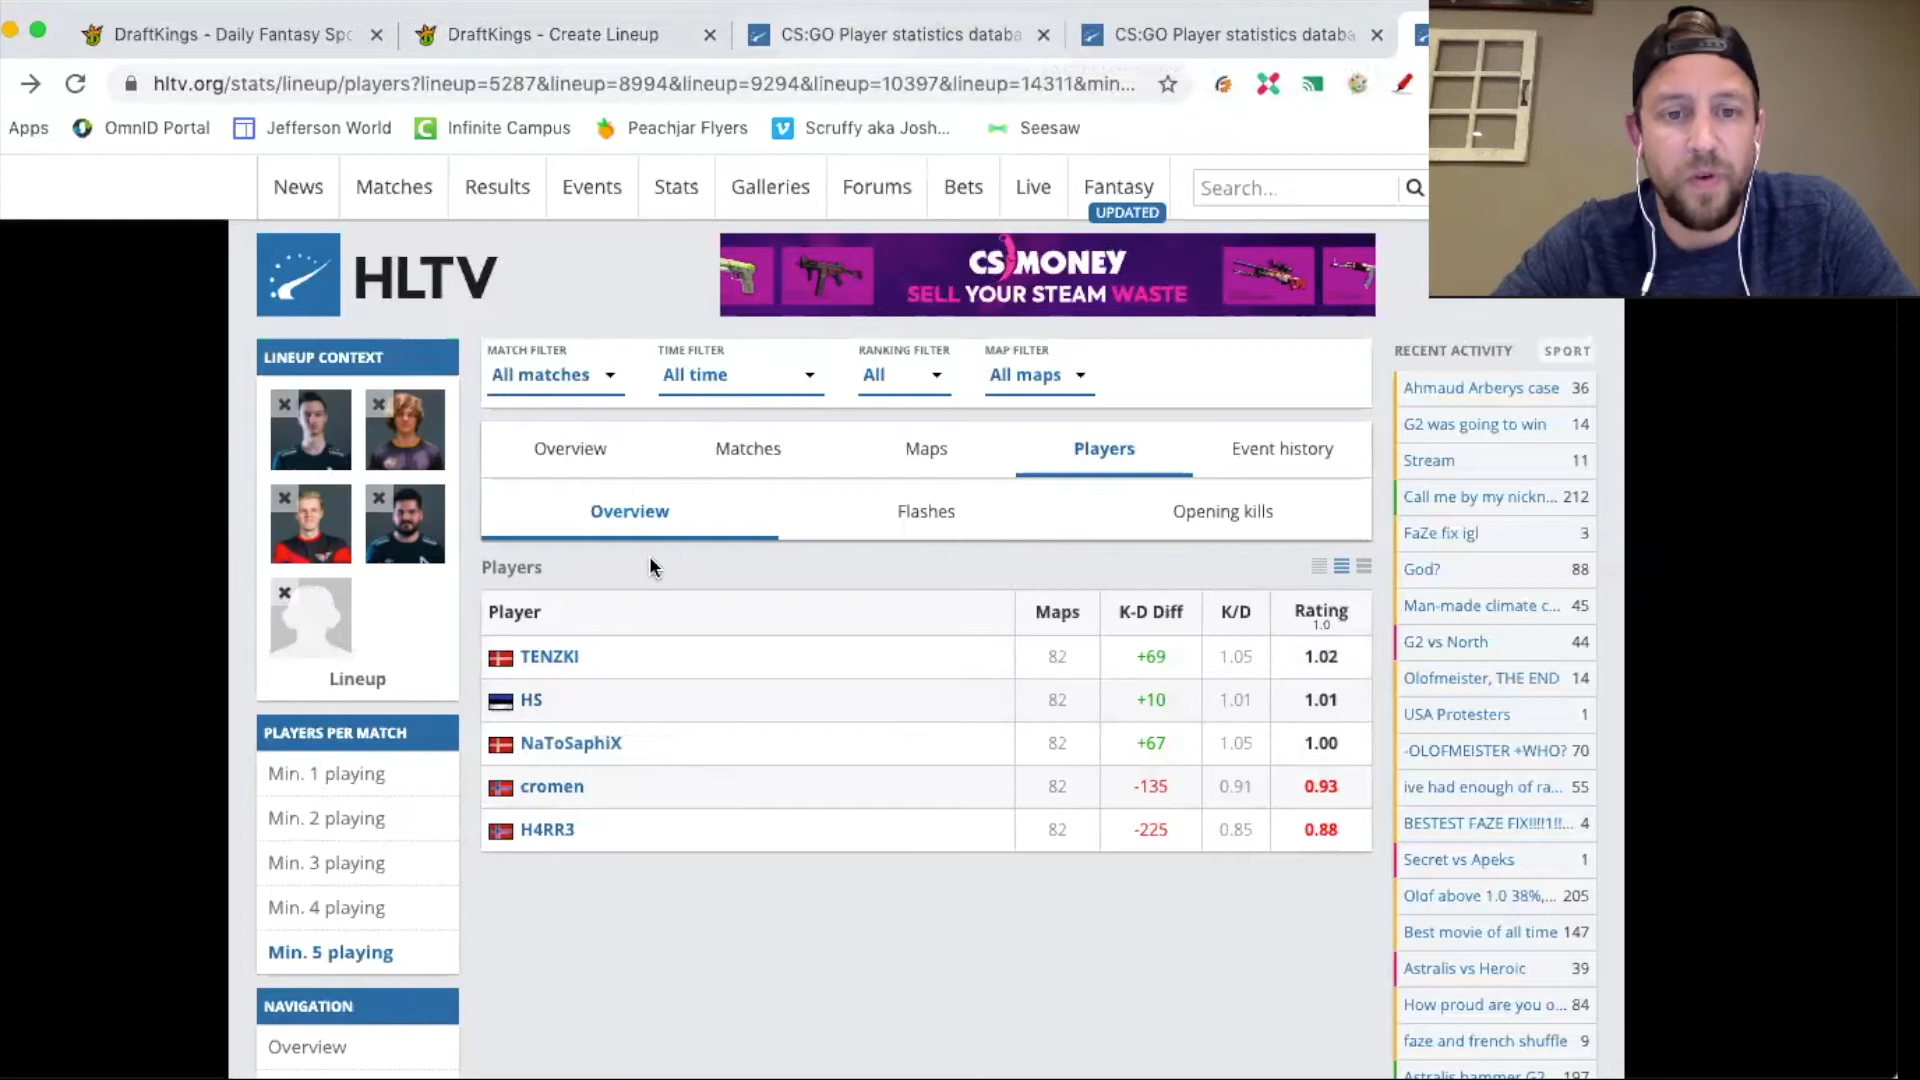 DraftKings - Daily Fantasy Spo
DraftKings - Create Lineup
CS:GO Player statistics databa
CS:GO Player statistics databa
hltv.org/stats/lineup/players?lineup=5287&lineup=8994&lineup=9294&lineup=10397&lineup=14311&min...
Apps
OmnID Portal
Jefferson World
Infinite Campus
Peachjar Flyers
Scruffy aka Josh...
Seesaw
News
Matches
Results
Events
Stats
Galleries
Forums
Bets
Live
Fantasy
UPDATED
Search...
HLTV
CS MONEY
SELL YOUR STEAM WASTE
LINEUP CONTEXT
Lineup
PLAYERS PER MATCH
Min. 1 playing
Min. 2 playing
Min. 3 playing
Min. 4 playing
Min. 5 playing
NAVIGATION
Overview
MATCH FILTER
All matches
TIME FILTER
All time
RANKING FILTER
All
MAP FILTER
All maps
Overview
Matches
Maps
Players
Event history
Overview
Flashes
Opening kills
Players
Player Maps K-D Diff K/D Rating
1.0
TENZKI 82 +69 1.05 1.02
HS 82 +10 1.01 1.01
NaToSaphiX 82 +67 1.05 1.00
cromen 82 -135 0.91 0.93
H4RR3 82 -225 0.85 0.88
RECENT ACTIVITY SPORT
Ahmaud Arberys case 36
G2 was going to win 14
Stream 11
Call me by my nickn... 212
FaZe fix igl 3
God? 88
Man-made climate c... 45
G2 vs North 44
Olofmeister, THE END 14
USA Protesters 1
-OLOFMEISTER +WHO? 70
ive had enough of ra... 55
BESTEST FAZE FIX!!!!1!!... 4
Secret vs Apeks 1
Olof above 1.0 38%,... 205
Best movie of all time 147
Astralis vs Heroic 39
How proud are you o... 84
faze and french shuffle 9
Astralis hammer G2 197